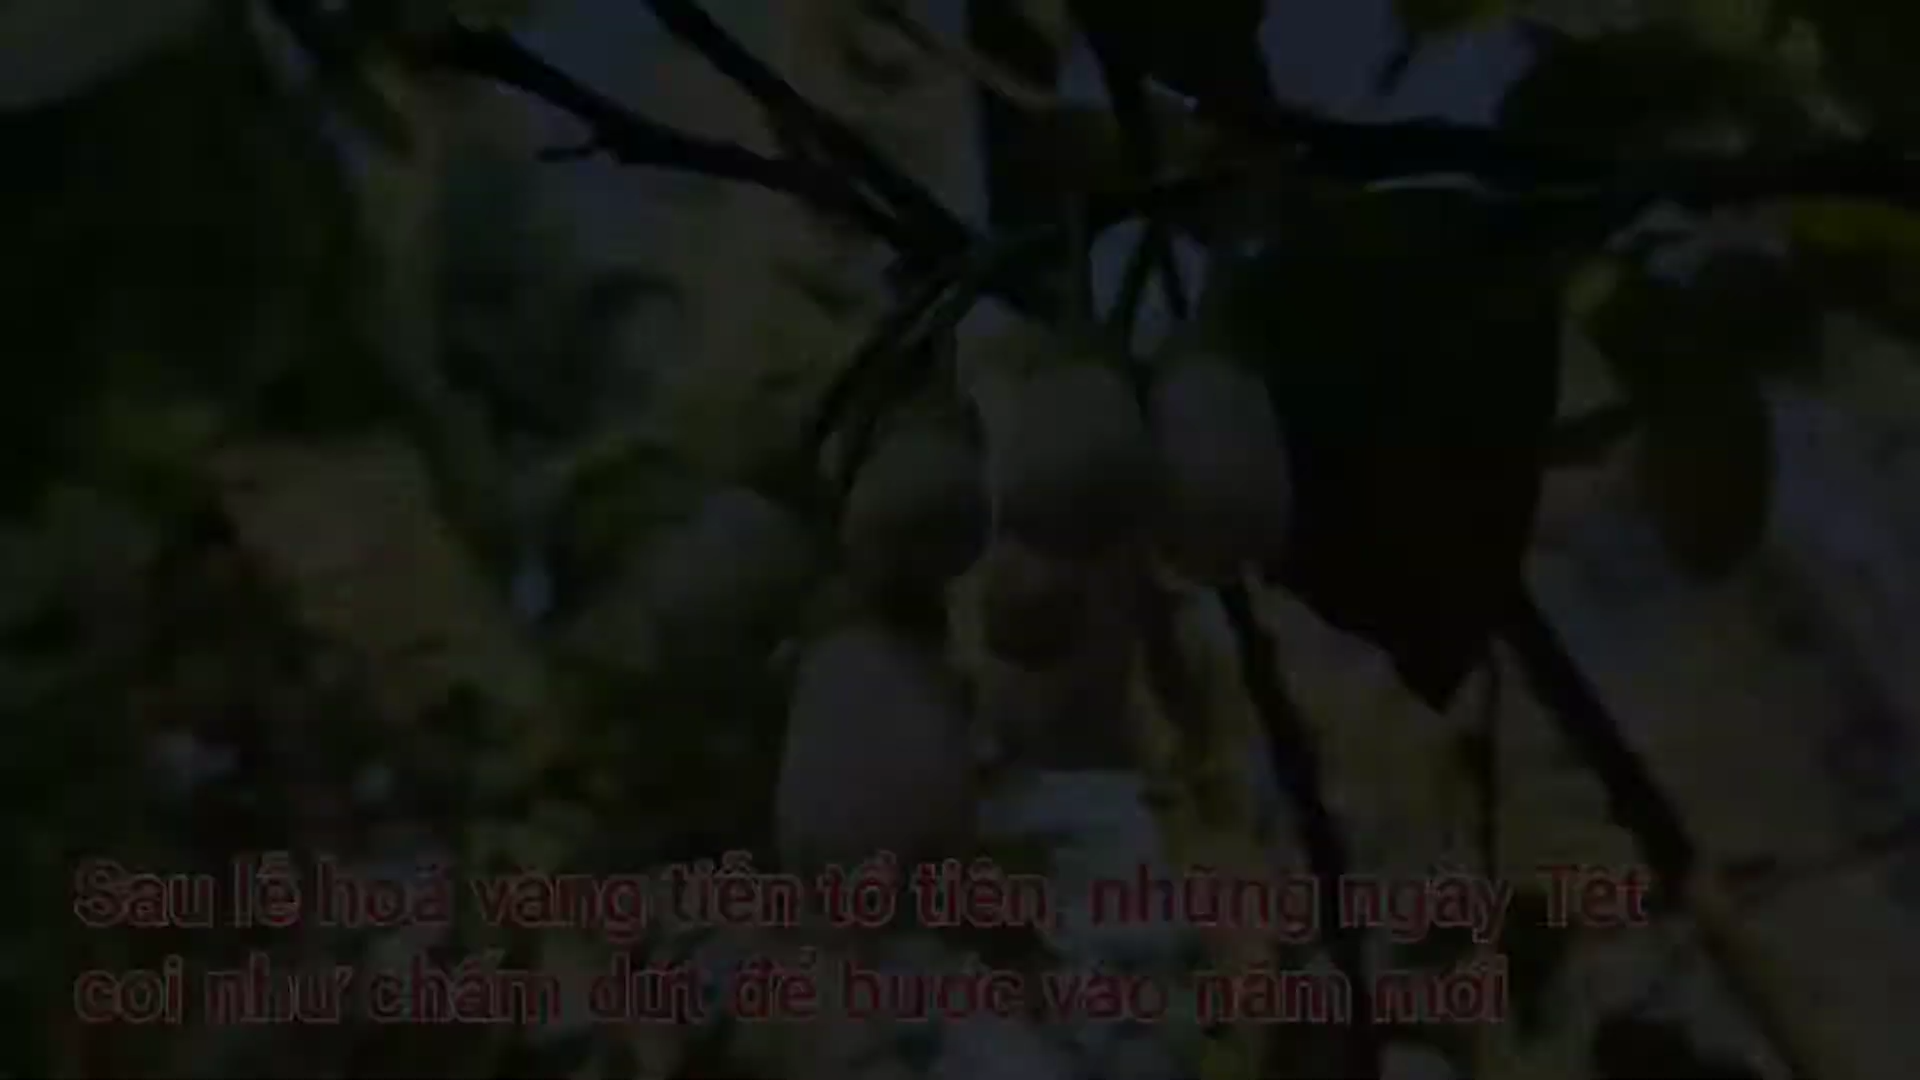 Sau lễ hoá vàng tiễn tổ tiên, những ngày Tết
coi như chấm dứt để bước vào năm mới